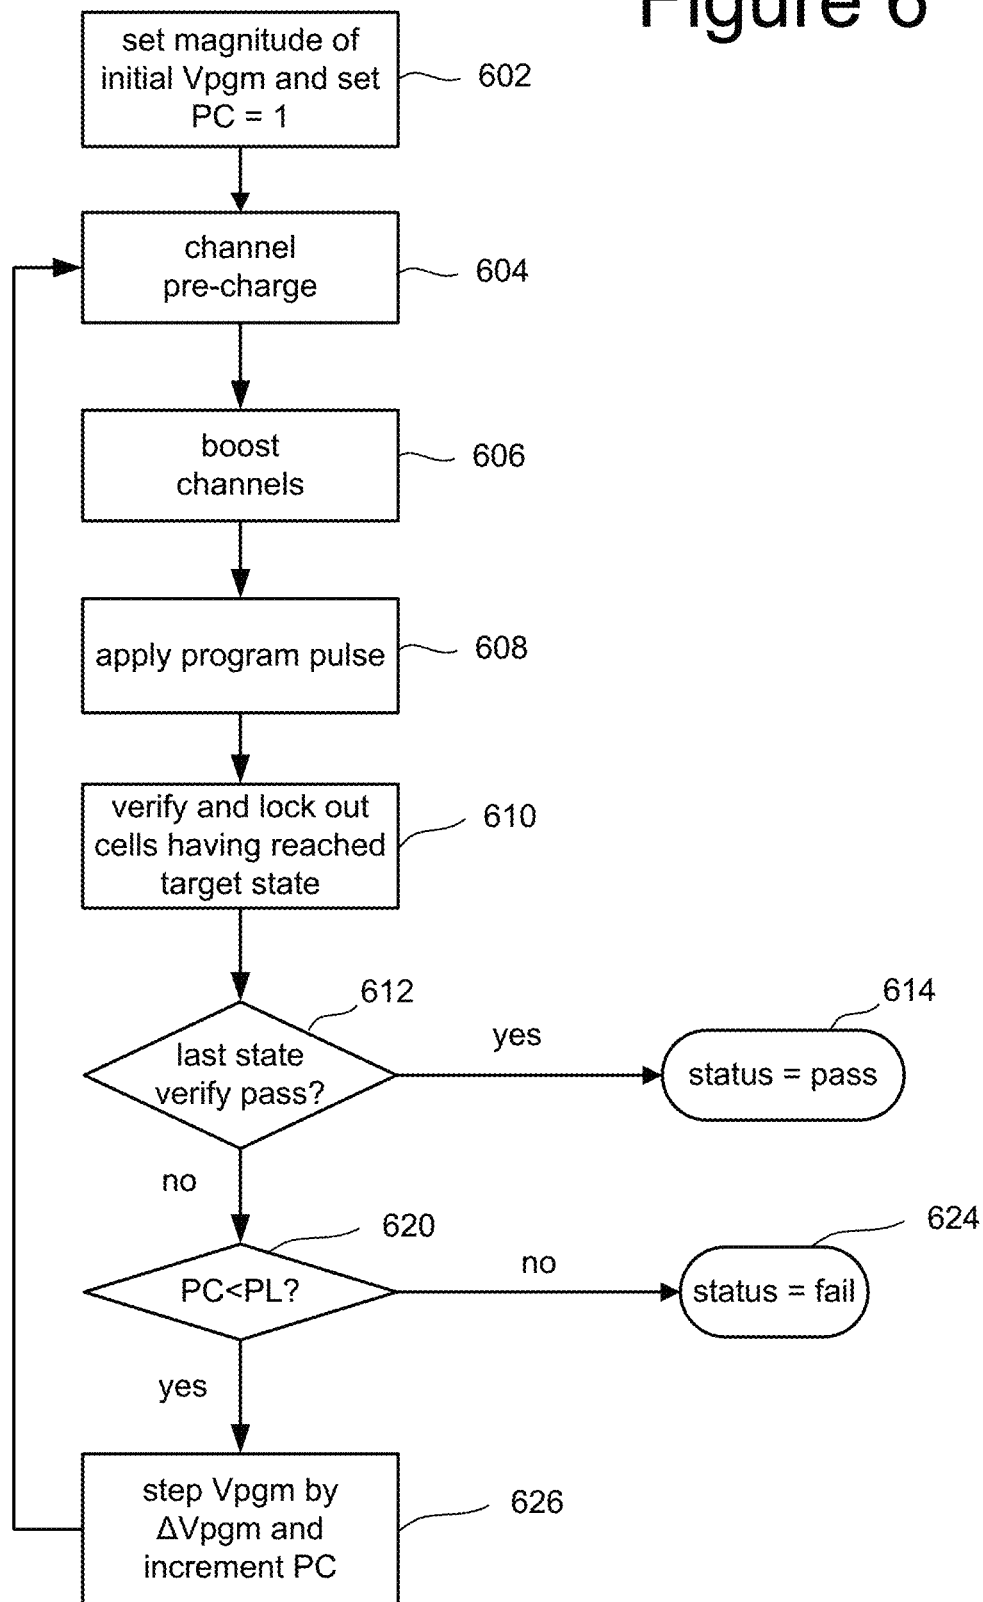 Figure 6
set magnitude of
initial Vpgm and set
PC = 1
602
channel
pre-charge
604
boost
channels
606
apply program pulse
608
verify and lock out
cells having reached
target state
610
612
last state
verify pass?
yes
614
status = pass
no
620
PC<PL?
no
624
status = fail
yes
step Vpgm by
ΔVpgm and
increment PC
626